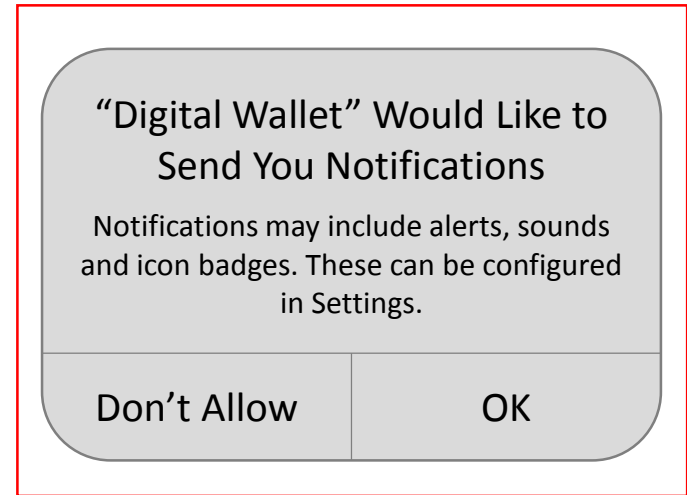 “Digital Wallet” Would Like to
Send You Notifications
Notifications may include alerts, sounds
and icon badges. These can be configured
in Settings.
Don’t Allow
OK